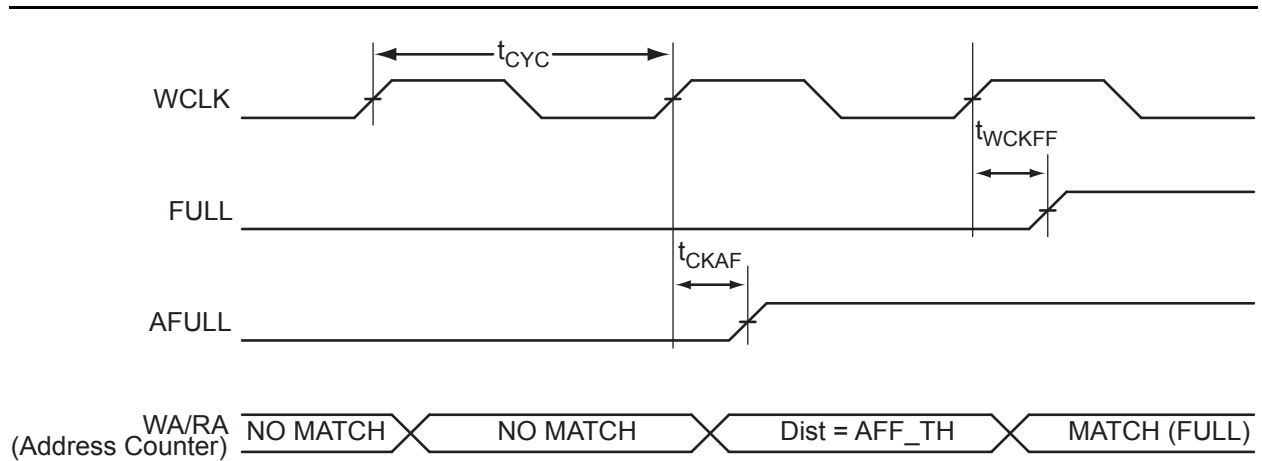 tCYC
WCLK
tWCKFF
FULL
tCKAF
AFULL
WA/RA
(Address Counter)
NO MATCH
NO MATCH
Dist = AFF_TH
MATCH (FULL)